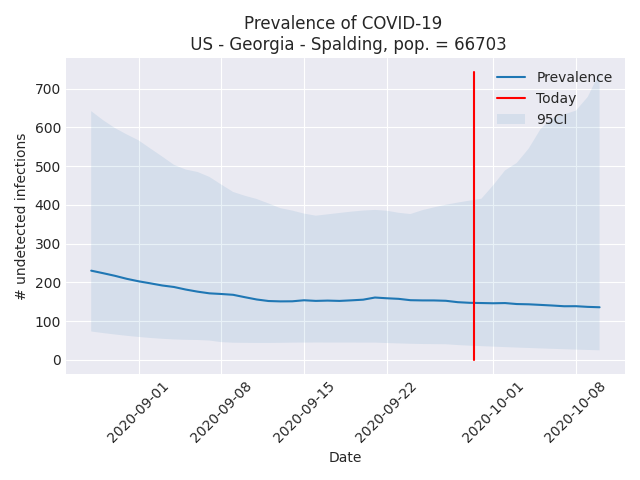 Prevalence of COVID-19
US - Georgia - Spalding, pop. = 66703
Prevalence
Today
95CI
# undetected infections
700
600
500
400
300
200
100
0
2020-09-01
2020-09-08
2020-09-15
2020-09-22
2020-10-01
2020-10-08
Date